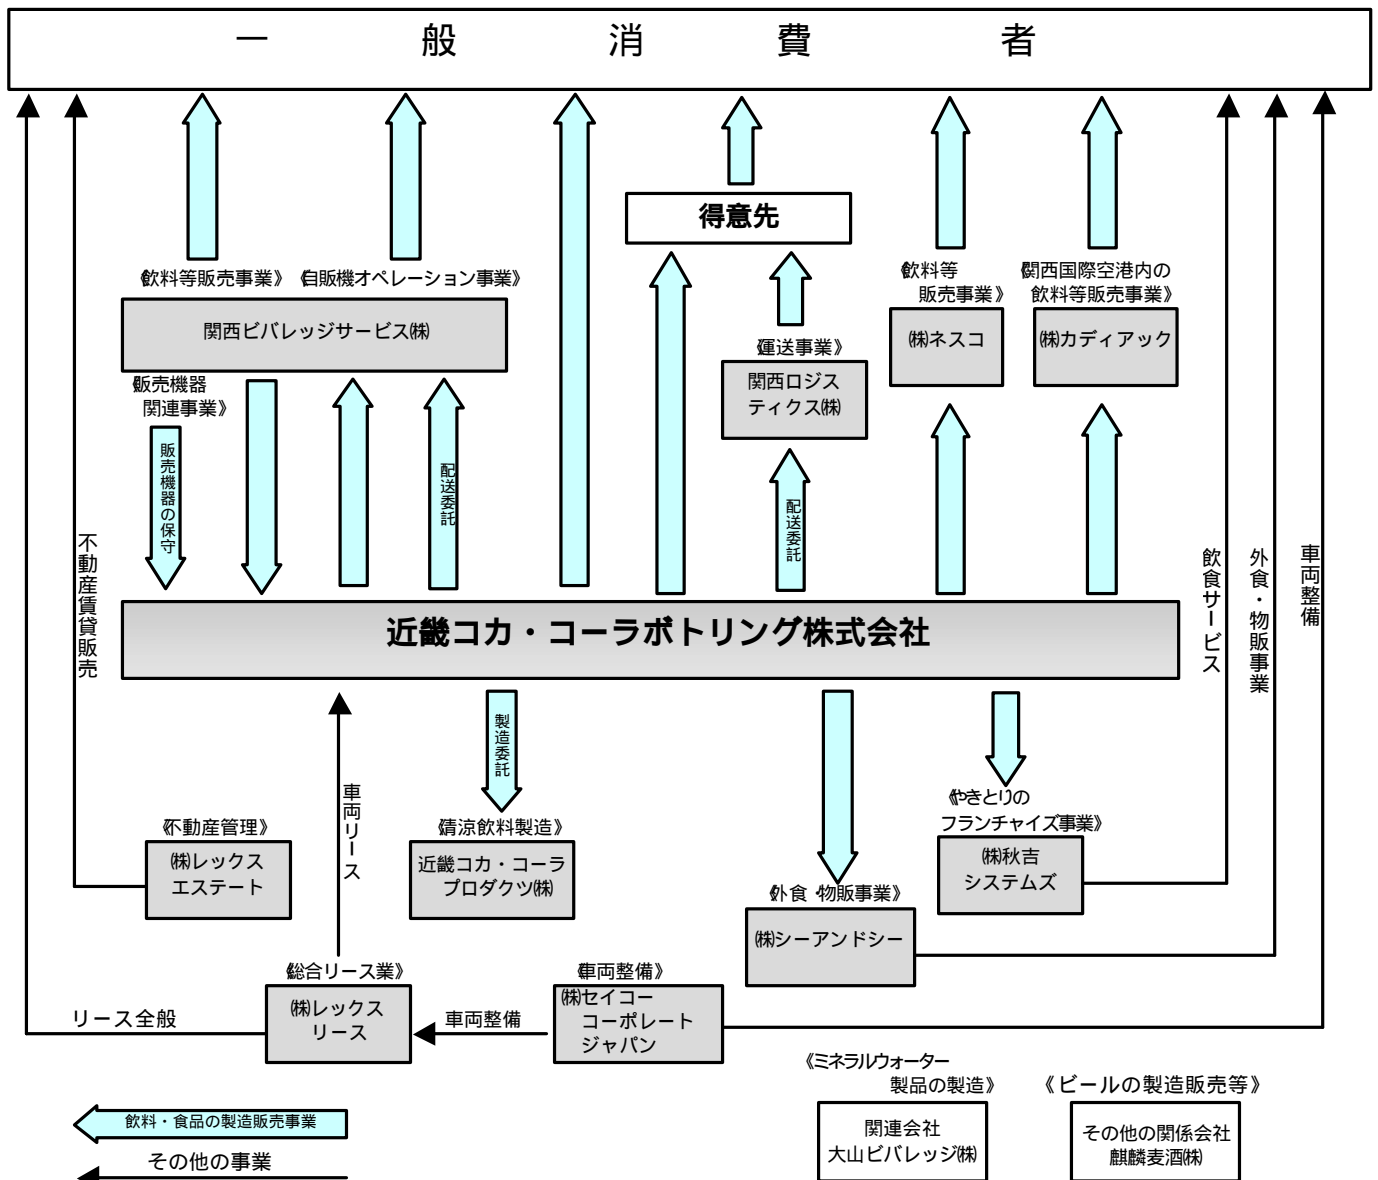 一般消費者
得意先
《飲料等販売事業》
《自販機オペレーション事業》
関西ビバレッジサービス㈱
《飲料等
販売事業》
㈱ネスコ
《関西国際空港内の
飲料等販売事業》
㈱カディアック
《運送事業》
関西ロジス
ティクス㈱
《販売機器
関連事業》
販売機器の保守
配送委託
配送委託
不動産賃貸販売
飲食サービス
外食・物販事業
車両整備
近畿コカ・コーラボトリング株式会社
車両リース
製造委託
《不動産管理》
㈱レックス
エステート
《清涼飲料製造》
近畿コカ・コーラ
プロダクツ㈱
《やきとりの
フランチャイズ事業》
㈱秋吉
システムズ
《外食・物販事業》
㈱シーアンドシー
《総合リース業》
㈱レックス
リース
リース全般
車両整備
《車両整備》
㈱セイコー
コーポレート
ジャパン
《ミネラルウォーター
製品の製造》
関連会社
大山ビバレッジ㈱
《ビールの製造販売等》
その他の関係会社
麒麟麦酒㈱
飲料・食品の製造販売事業
その他の事業